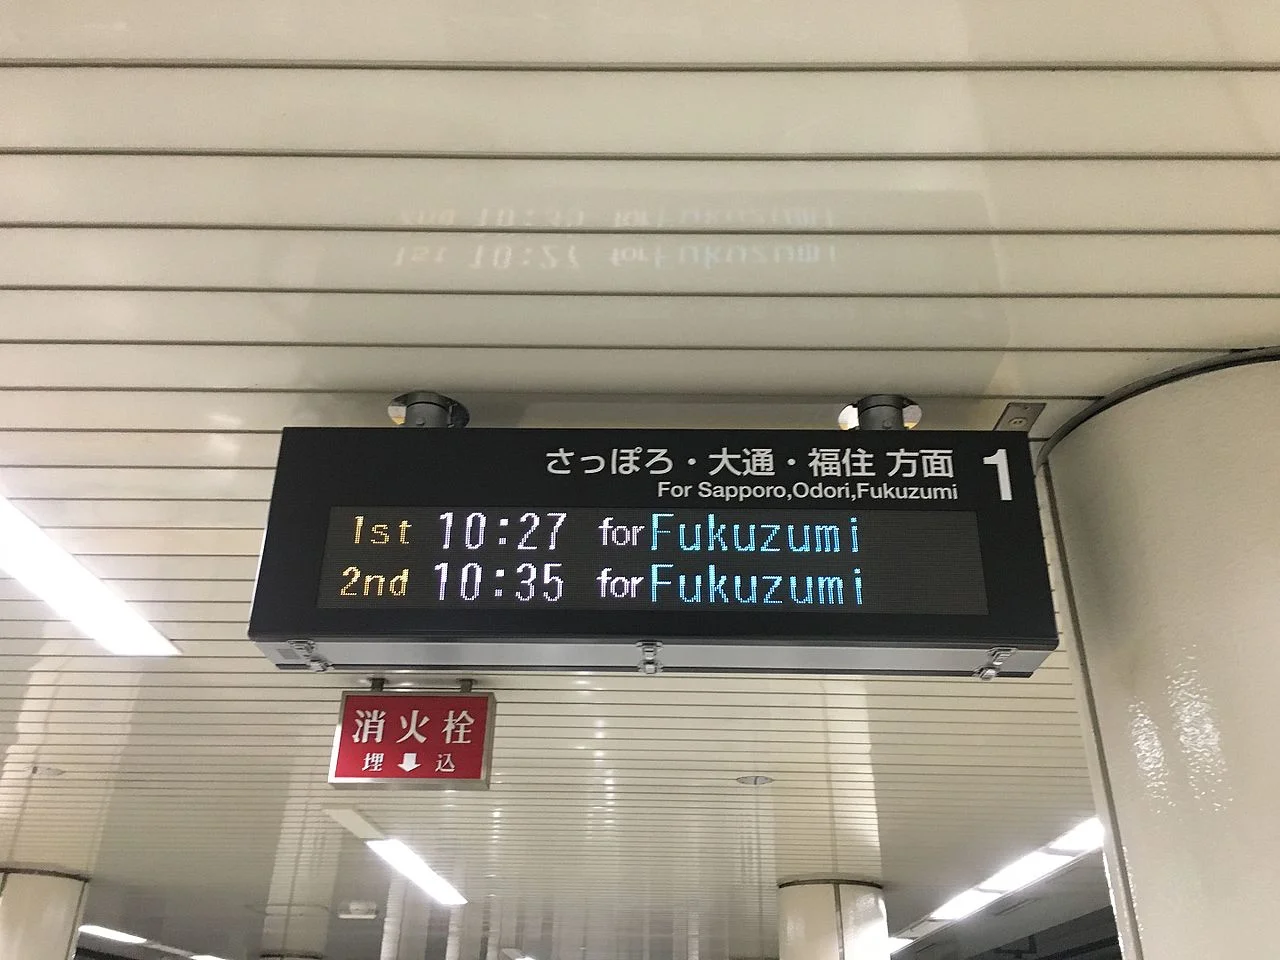 さっぽろ・大通・福住 方面 1
For Sapporo,Odori,Fukuzumi
1st 10:27 for Fukuzumi
2nd 10:35 for Fukuzumi
消火栓
埋⬇込